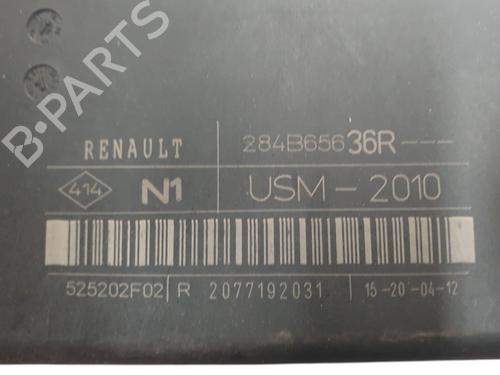 B-PARTS
RENAULT 284B65636R---
414 N1 USM-2010
525202F02 R 2077192031 15-20-04-12